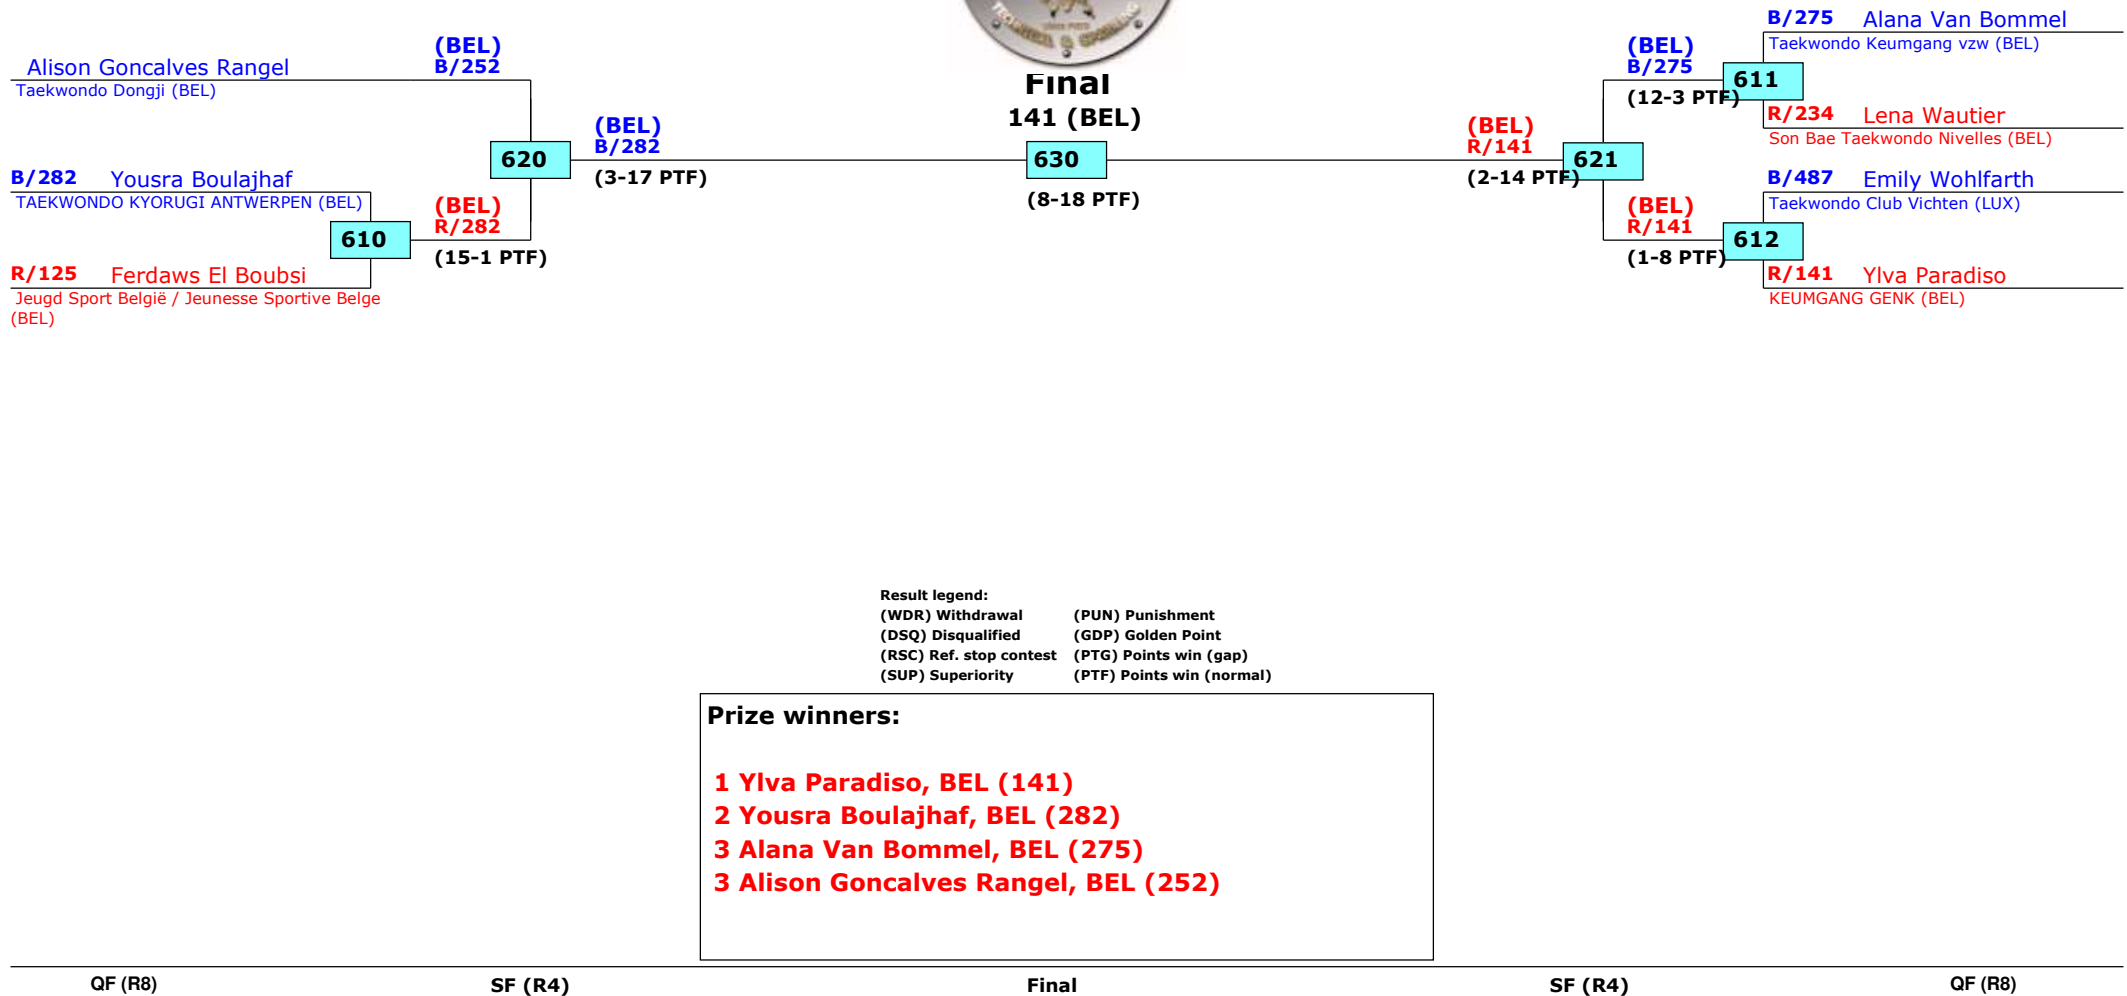 B/275 Alana Van Bommel
Taekwondo Keumgang vzw (BEL)
(BEL)
B/252
Alison Goncalves Rangel
Taekwondo Dongji (BEL)
Final
141 (BEL)
(BEL)
B/275
(12-3 PTF)
611
R/234 Lena Wautier
Son Bae Taekwondo Nivelles (BEL)
(BEL)
B/282
(3-17 PTF)
620
630
(8-18 PTF)
(BEL)
R/141
(2-14 PTF)
621
B/282 Yousra Boulajhaf
TAEKWONDO KYORUGI ANTWERPEN (BEL)
B/487 Emily Wohlfarth
Taekwondo Club Vichten (LUX)
(BEL)
R/282
(15-1 PTF)
610
(BEL)
R/141
(1-8 PTF)
612
R/125 Ferdaws El Boubsi
Jeugd Sport België / Jeunesse Sportive Belge
(BEL)
R/141 Ylva Paradiso
KEUMGANG GENK (BEL)
Result legend:
(WDR) Withdrawal (PUN) Punishment
(DSQ) Disqualified (GDP) Golden Point
(RSC) Ref. stop contest (PTG) Points win (gap)
(SUP) Superiority (PTF) Points win (normal)
Prize winners:
1 Ylva Paradiso, BEL (141)
2 Yousra Boulajhaf, BEL (282)
3 Alana Van Bommel, BEL (275)
3 Alison Goncalves Rangel, BEL (252)
QF (R8) SF (R4) Final SF (R4) QF (R8)